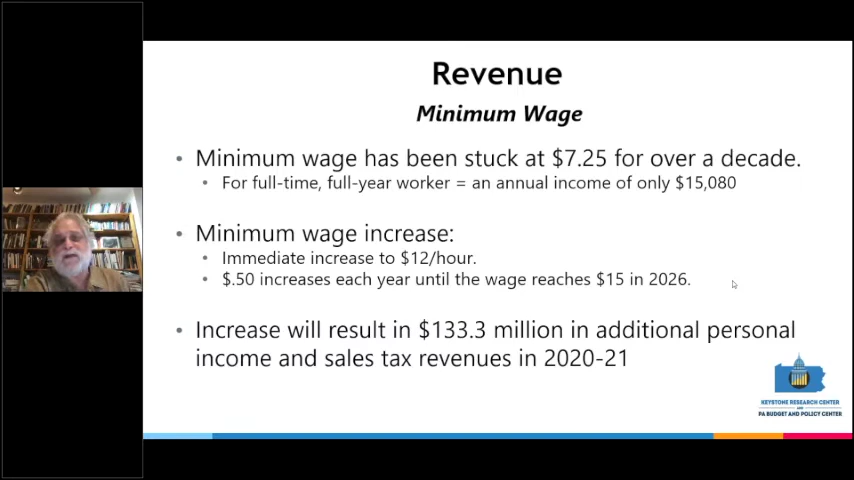 Revenue
Minimum Wage
• Minimum wage has been stuck at $7.25 for over a decade.
• For full-time, full-year worker = an annual income of only $15,080
• Minimum wage increase:
• Immediate increase to $12/hour.
• $.50 increases each year until the wage reaches $15 in 2026.
• Increase will result in $133.3 million in additional personal
income and sales tax revenues in 2020-21
KEYSTONE RESEARCH CENTER
AND
PA BUDGET AND POLICY CENTER